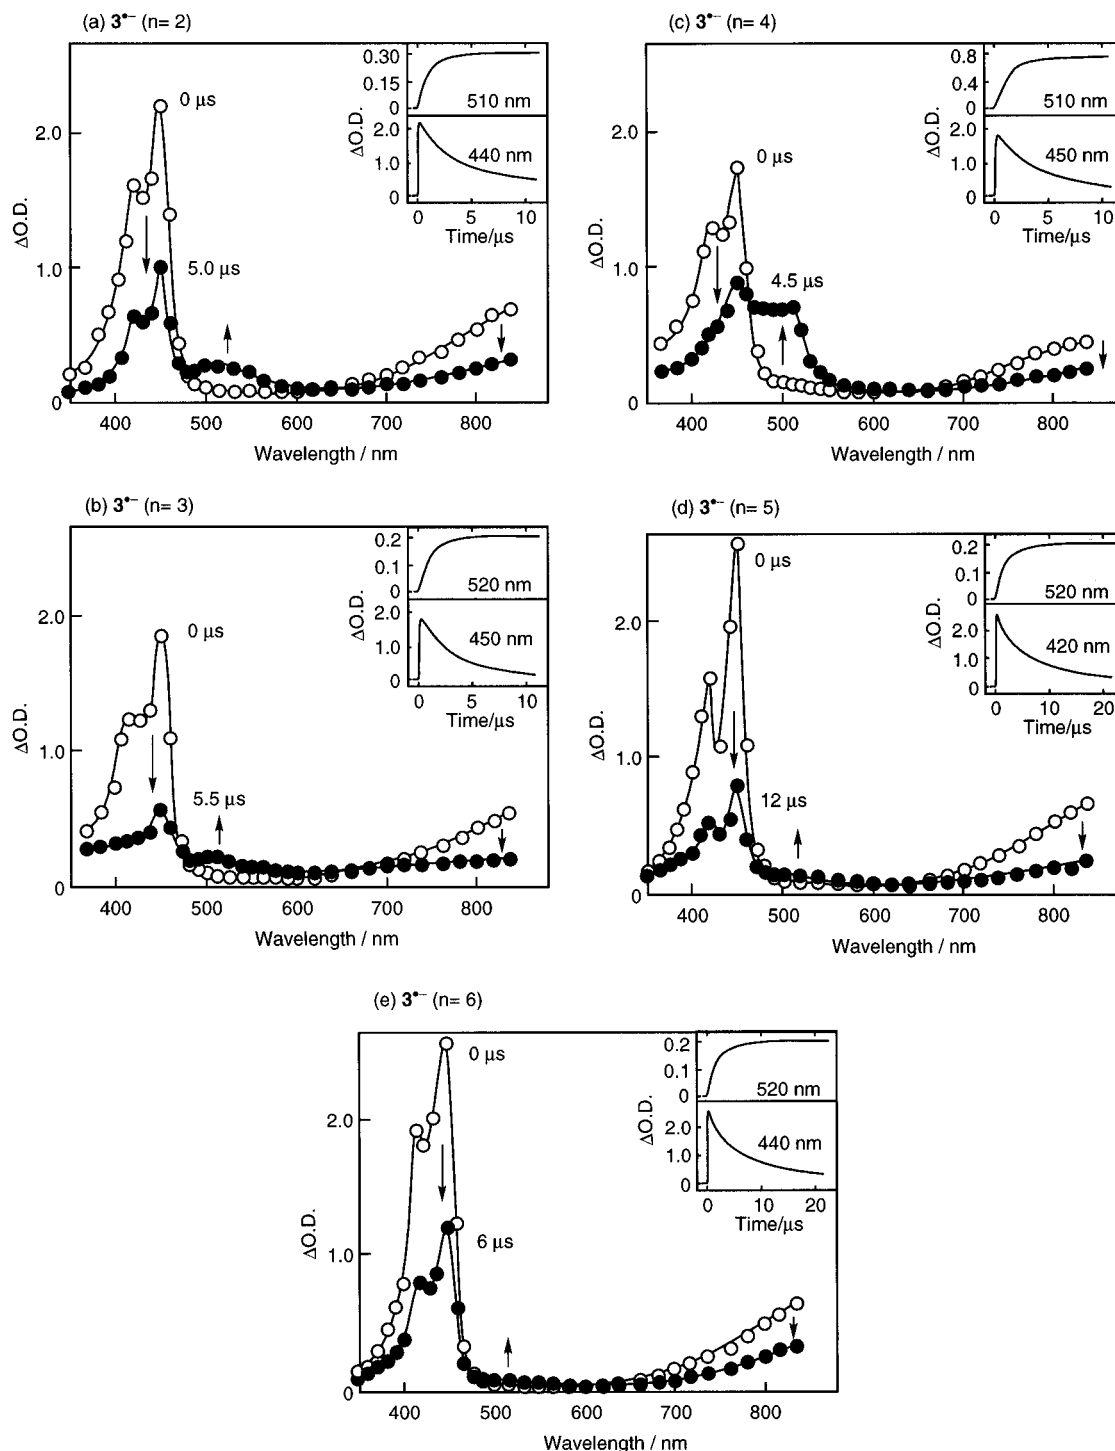 (a) 3•− (n= 2)
ΔO.D.
2.0
1.0
0
0 μs
5.0 μs
400 500 600 700 800
Wavelength / nm
ΔO.D.
0.30
0.15
0
510 nm
2.0
1.0
0
440 nm
0 5 10
Time/μs
(c) 3•− (n= 4)
ΔO.D.
2.0
1.0
0
0 μs
4.5 μs
400 500 600 700 800
Wavelength / nm
ΔO.D.
0.8
0.4
0
510 nm
2.0
1.0
0
450 nm
0 5 10
Time/μs
(b) 3•− (n= 3)
ΔO.D.
2.0
1.0
0
0 μs
5.5 μs
400 500 600 700 800
Wavelength / nm
ΔO.D.
0.2
0.1
0
520 nm
2.0
1.0
0
450 nm
0 5 10
Time/μs
(d) 3•− (n= 5)
ΔO.D.
2.0
1.0
0
0 μs
12 μs
400 500 600 700 800
Wavelength / nm
ΔO.D.
0.2
0.1
0
520 nm
2.0
1.0
0
420 nm
0 10 20
Time/μs
(e) 3•− (n= 6)
ΔO.D.
2.0
1.0
0
0 μs
6 μs
400 500 600 700 800
Wavelength / nm
ΔO.D.
0.2
0.1
0
520 nm
2.0
1.0
0
440 nm
0 10 20
Time/μs